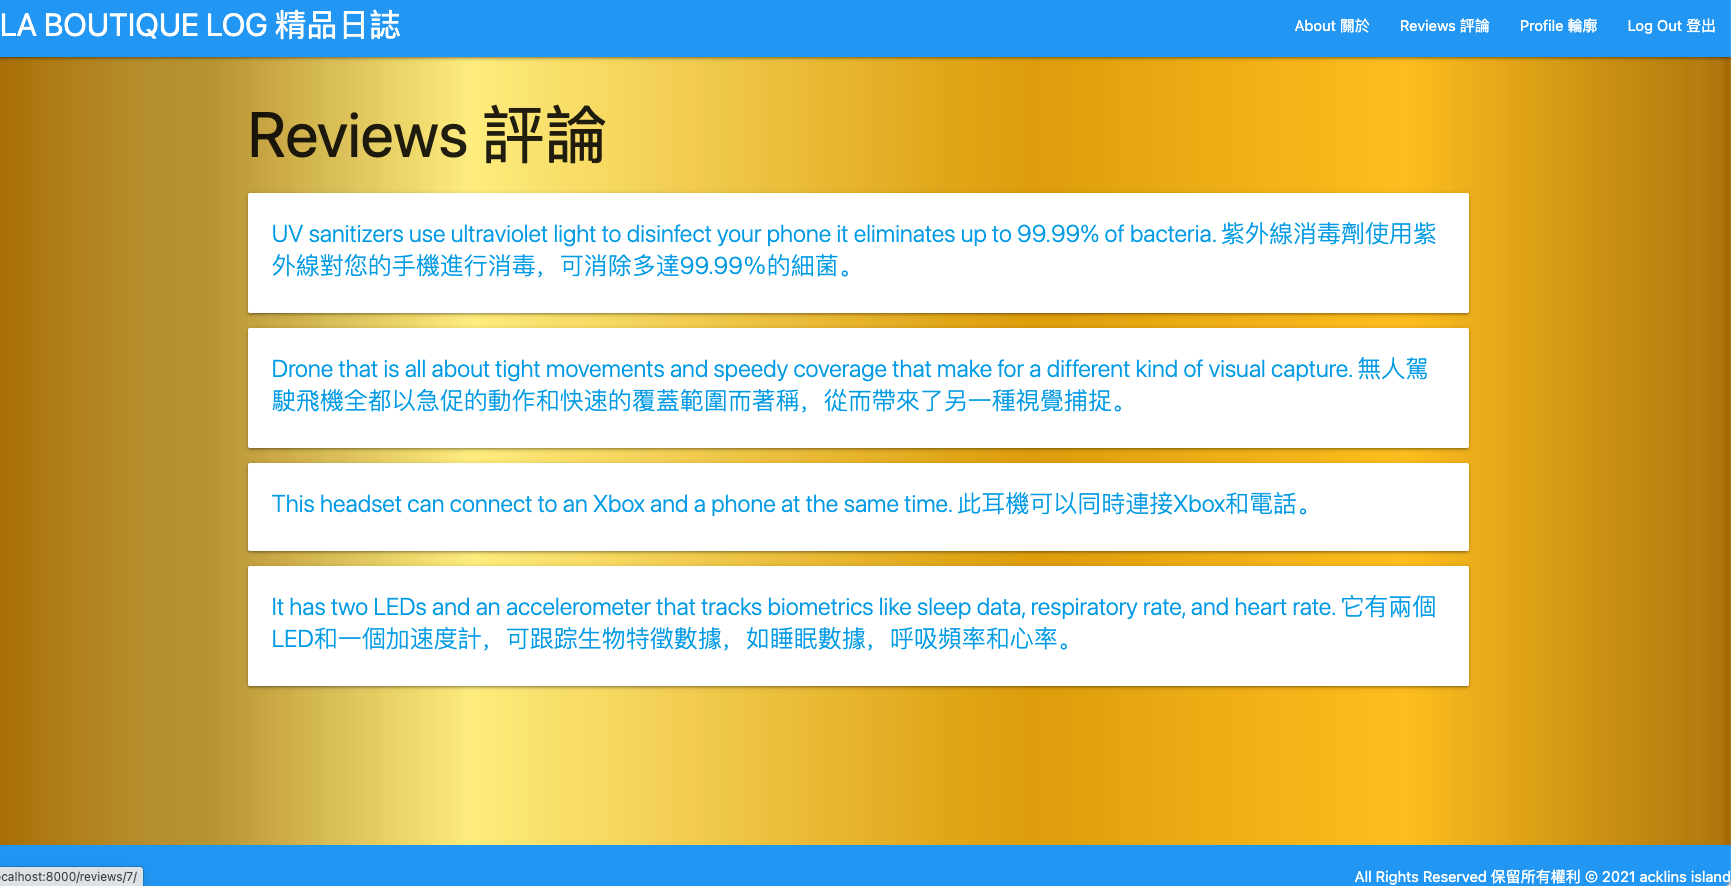 LA BOUTIQUE LOG 精品日誌
About 關於
Reviews 評論
Profile 輪廓
Log Out 登出
Reviews 評論
UV sanitizers use ultraviolet light to disinfect your phone it eliminates up to 99.99% of bacteria. 紫外線消毒劑使用紫
外線對您的手機進行消毒，可消除多達99.99％的細菌。
Drone that is all about tight movements and speedy coverage that make for a different kind of visual capture. 無人駕
駛飛機全都以急促的動作和快速的覆蓋範圍而著稱，從而帶來了另一種視覺捕捉。
This headset can connect to an Xbox and a phone at the same time. 此耳機可以同時連接Xbox和電話。
It has two LEDs and an accelerometer that tracks biometrics like sleep data, respiratory rate, and heart rate. 它有兩個
LED和一個加速度計，可跟踪生物特徵數據，如睡眠數據，呼吸頻率和心率。
ocalhost:8000/reviews/7/
All Rights Reserved 保留所有權利 © 2021 acklins island